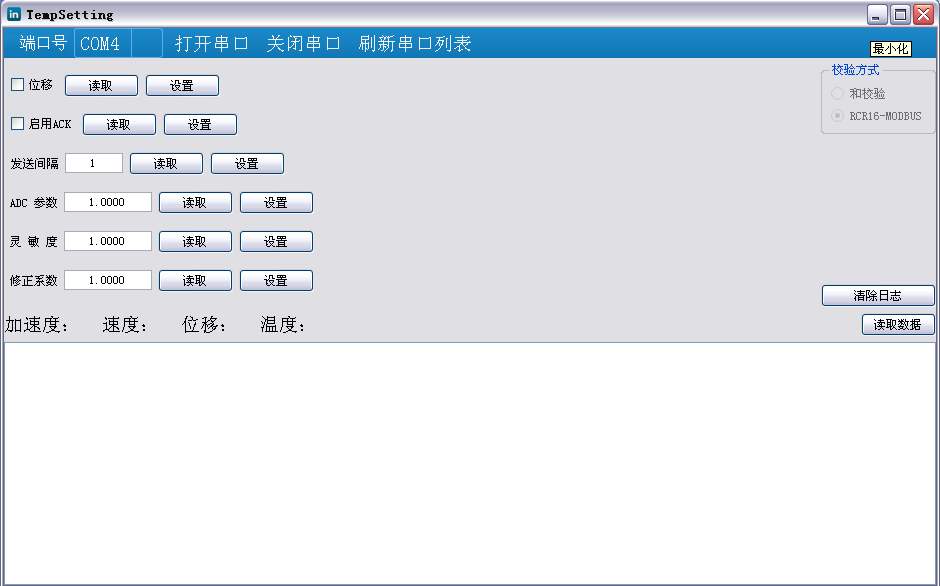 TempSetting
端口号 COM4 打开串口 关闭串口 刷新串口列表
最小化
位移 读取 设置
校验方式
和校验
RCR16-MODBUS
启用ACK 读取 设置
发送间隔 1 读取 设置
ADC 参数 1.0000 读取 设置
灵 敏 度 1.0000 读取 设置
修正系数 1.0000 读取 设置
清除日志
加速度: 速度: 位移: 温度:
读取数据